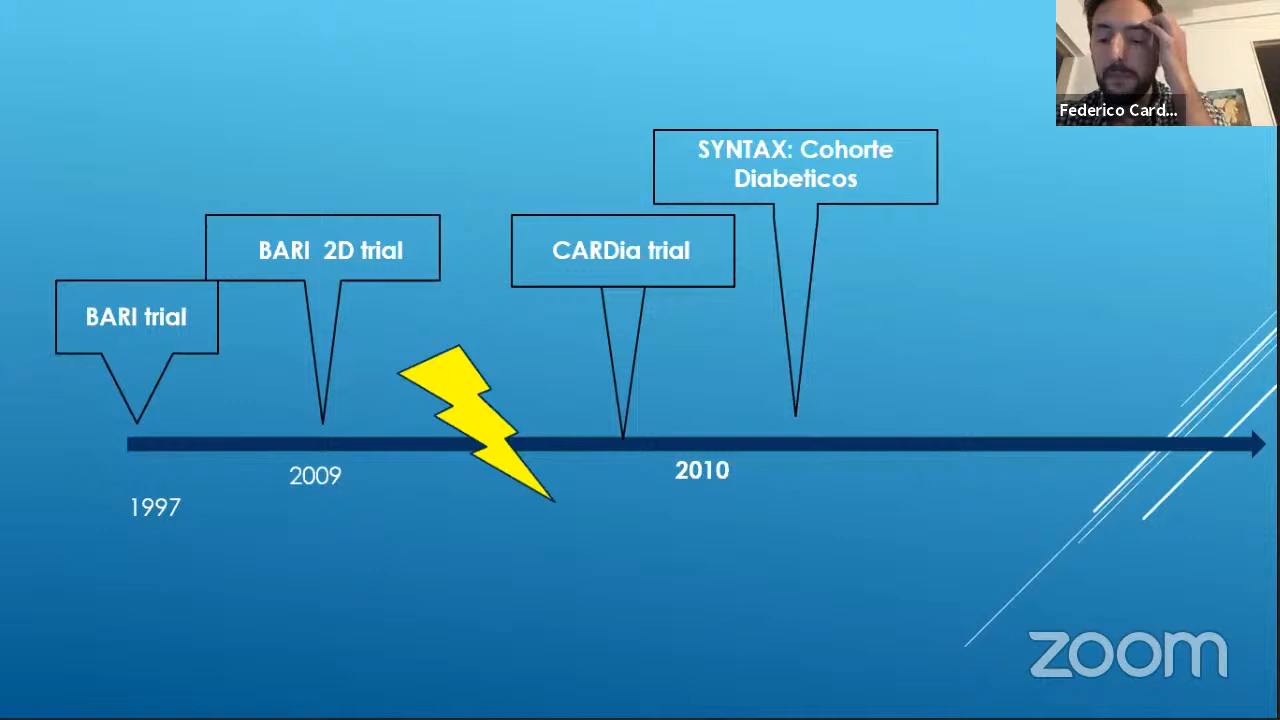 Federico Card...
SYNTAX: Cohorte
Diabeticos
BARI 2D trial
CARDia trial
BARI trial
2009
2010
1997
zoom